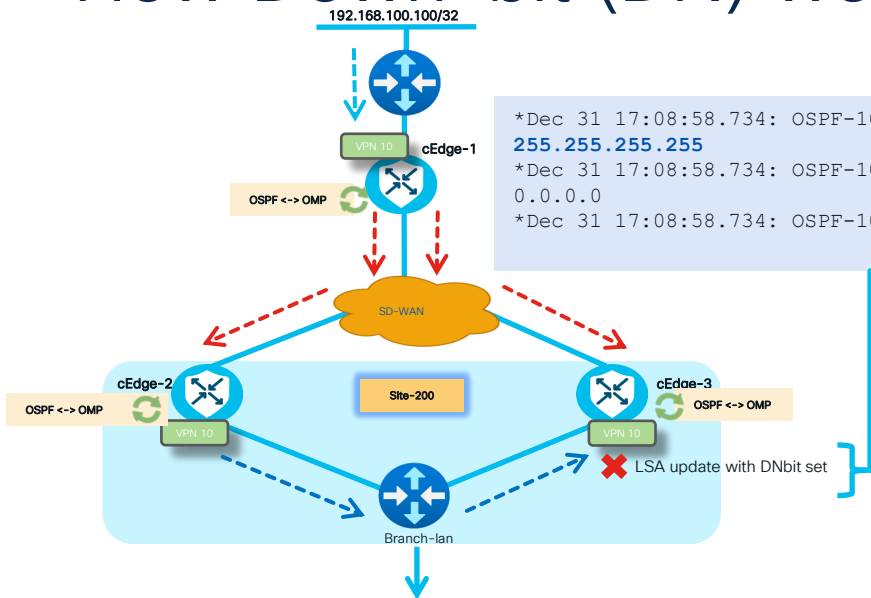 192.168.100.100/32
VPN 10
cEdge-1
OSPF <-> OMP
*Dec 31 17:08:58.734: OSPF-10
255.255.255.255
*Dec 31 17:08:58.734: OSPF-10
0.0.0.0
*Dec 31 17:08:58.734: OSPF-10
SD-WAN
cEdge-2
OSPF <-> OMP
VPN 10
Site-200
cEdge-3
OSPF <-> OMP
VPN 10
LSA update with DNbit set
Branch-lan